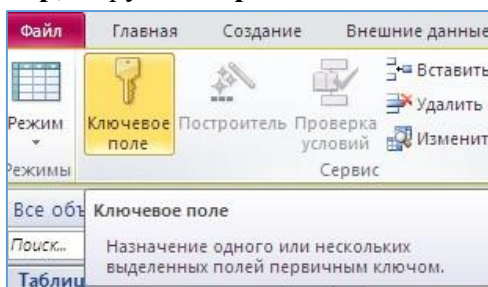 Файл Главная Создание Внешние данные
Вставить
Удалить
Режим Ключевое поле Построитель Проверка условий Изменит
Режимы Сервис
Все объ Ключевое поле
Поиск... Назначение одного или нескольких
выделенных полей первичным ключом.
Таблиц